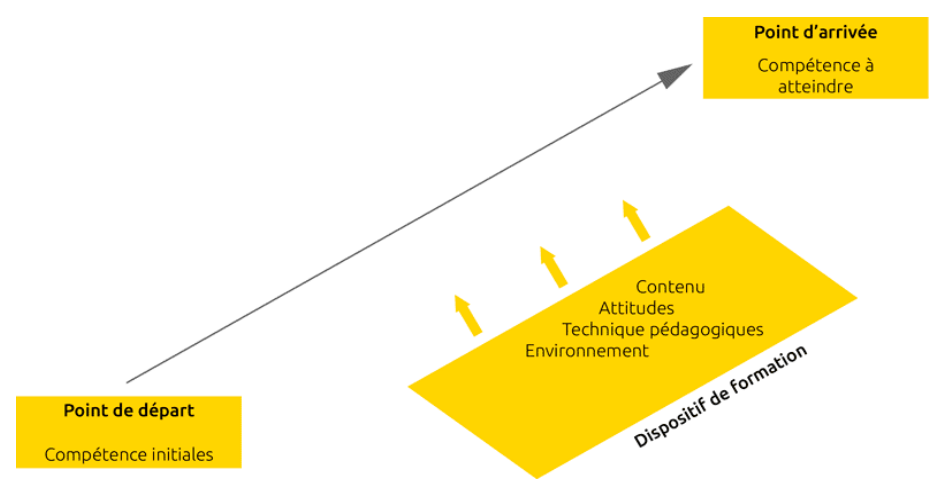 Point d’arrivée
Compétence à
atteindre
Contenu
Attitudes
Technique pédagogiques
Environnement
Dispositif de formation
Point de départ
Compétence initiales